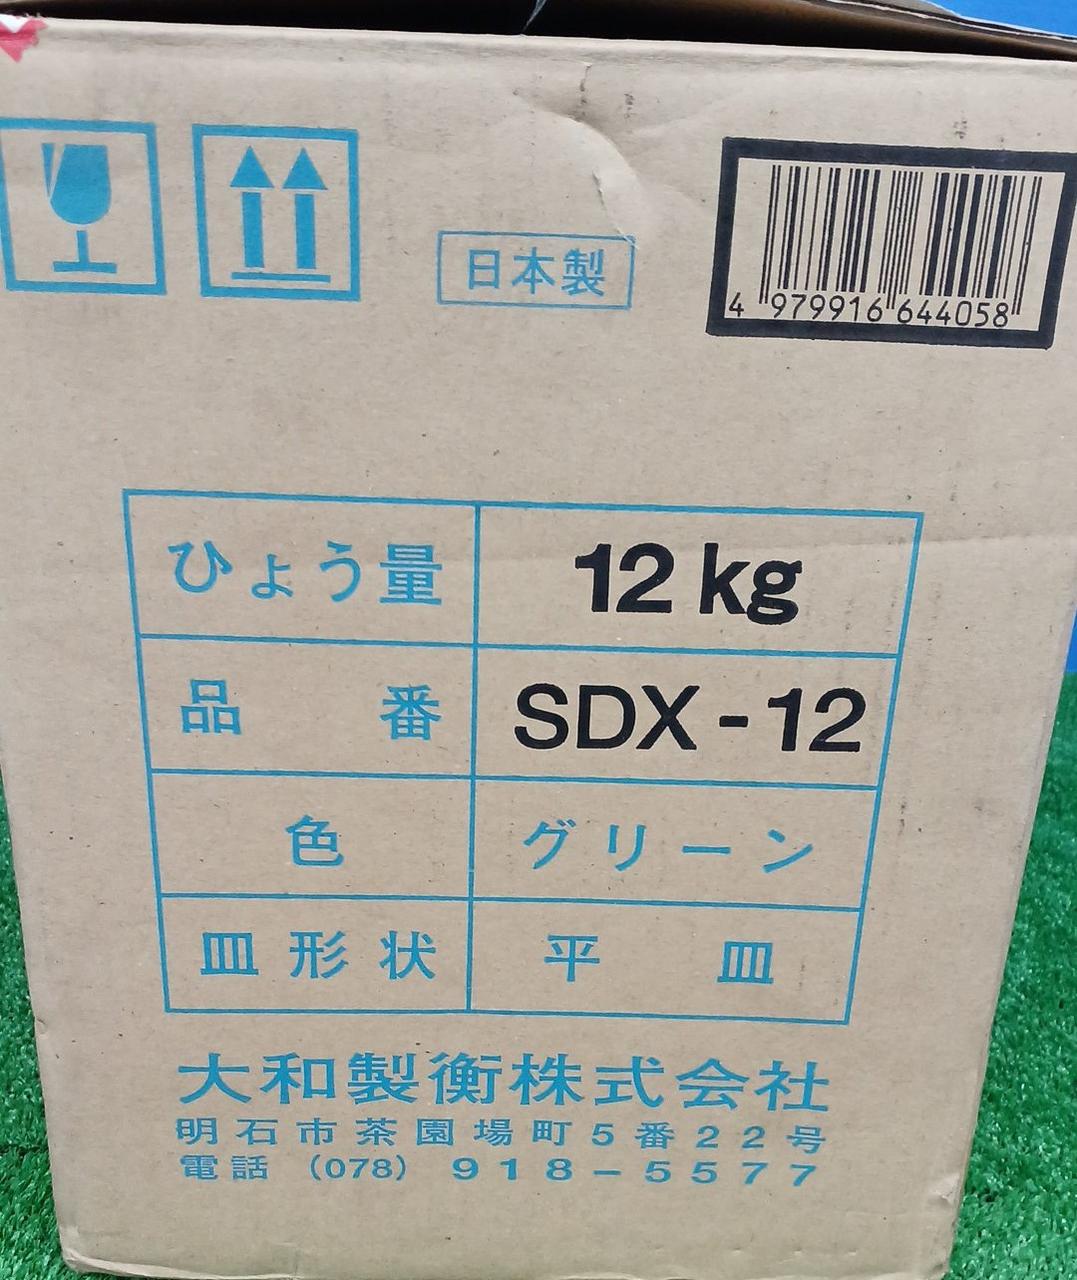 日本製
4 979916 644058
ひょう量 12kg
品番 SDX-12
色 グリーン
皿形状 平皿
大和製衡株式会社
明石市茶園場町5番22号
電話 (078) 918-5577